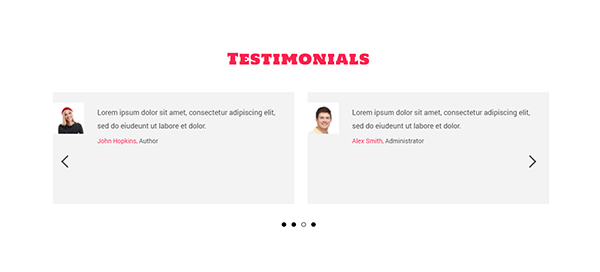 Testimonials
Lorem ipsum dolor sit amet, consectetur adipiscing elit,
sed do eiudeunt ut labore et dolor.
John Hopkins, Author
Lorem ipsum dolor sit amet, consectetur adipiscing elit,
sed do eiudeunt ut labore et dolor.
Alex Smith, Administrator